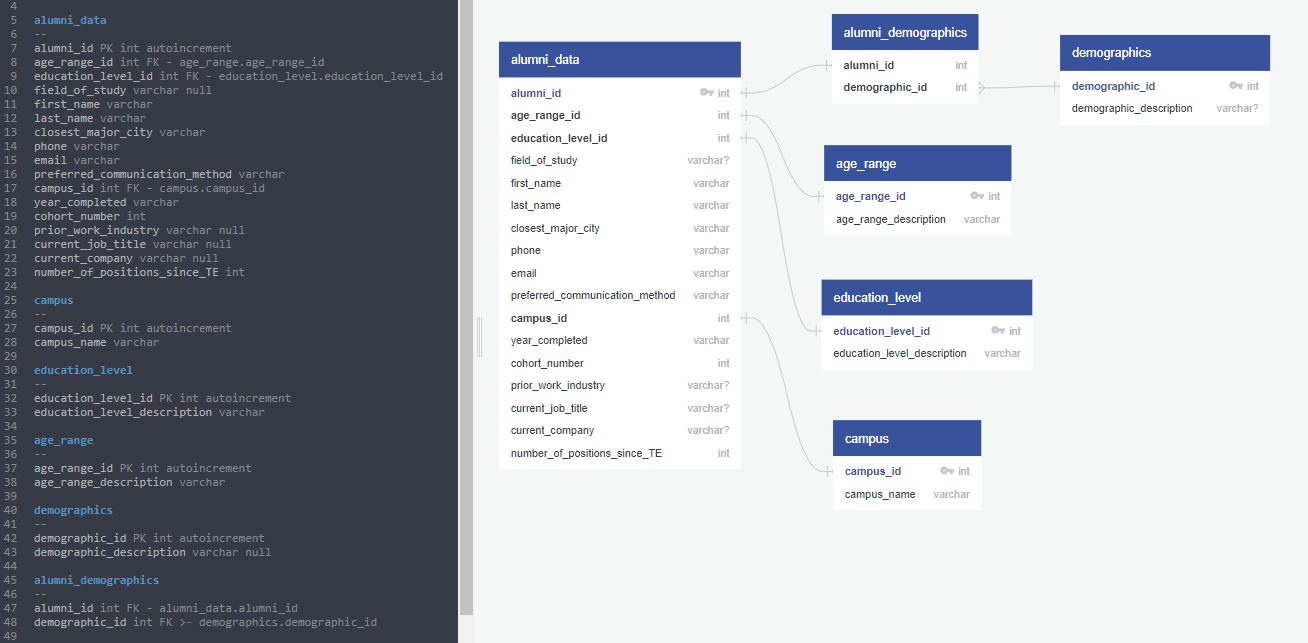 4
5 alumni_data
6 --
7 alumni_id PK int autoincrement
8 age_range_id int FK - age_range.age_range_id
9 education_level_id int FK - education_level.education_level_id
10 field_of_study varchar null
11 first_name varchar
12 last_name varchar
13 closest_major_city varchar
14 phone varchar
15 email varchar
16 preferred_communication_method varchar
17 campus_id int FK - campus.campus_id
18 year_completed varchar
19 cohort_number int
20 prior_work_industry varchar null
21 current_job_title varchar null
22 current_company varchar null
23 number_of_positions_since_TE int
24
25 campus
26 --
27 campus_id PK int autoincrement
28 campus_name varchar
29
30 education_level
31 --
32 education_level_id PK int autoincrement
33 education_level_description varchar
34
35 age_range
36 --
37 age_range_id PK int autoincrement
38 age_range_description varchar
39
40 demographics
41 --
42 demographic_id PK int autoincrement
43 demographic_description varchar null
44
45 alumni_demographics
46 --
47 alumni_id int FK - alumni_data.alumni_id
48 demographic_id int FK >- demographics.demographic_id
49
alumni_data
alumni_id int
age_range_id int
education_level_id int
field_of_study varchar?
first_name varchar
last_name varchar
closest_major_city varchar
phone varchar
email varchar
preferred_communication_method varchar
campus_id int
year_completed varchar
cohort_number int
prior_work_industry varchar?
current_job_title varchar?
current_company varchar?
number_of_positions_since_TE int
alumni_demographics
alumni_id int
demographic_id int
demographics
demographic_id int
demographic_description varchar?
age_range
age_range_id int
age_range_description varchar
education_level
education_level_id int
education_level_description varchar
campus
campus_id int
campus_name varchar